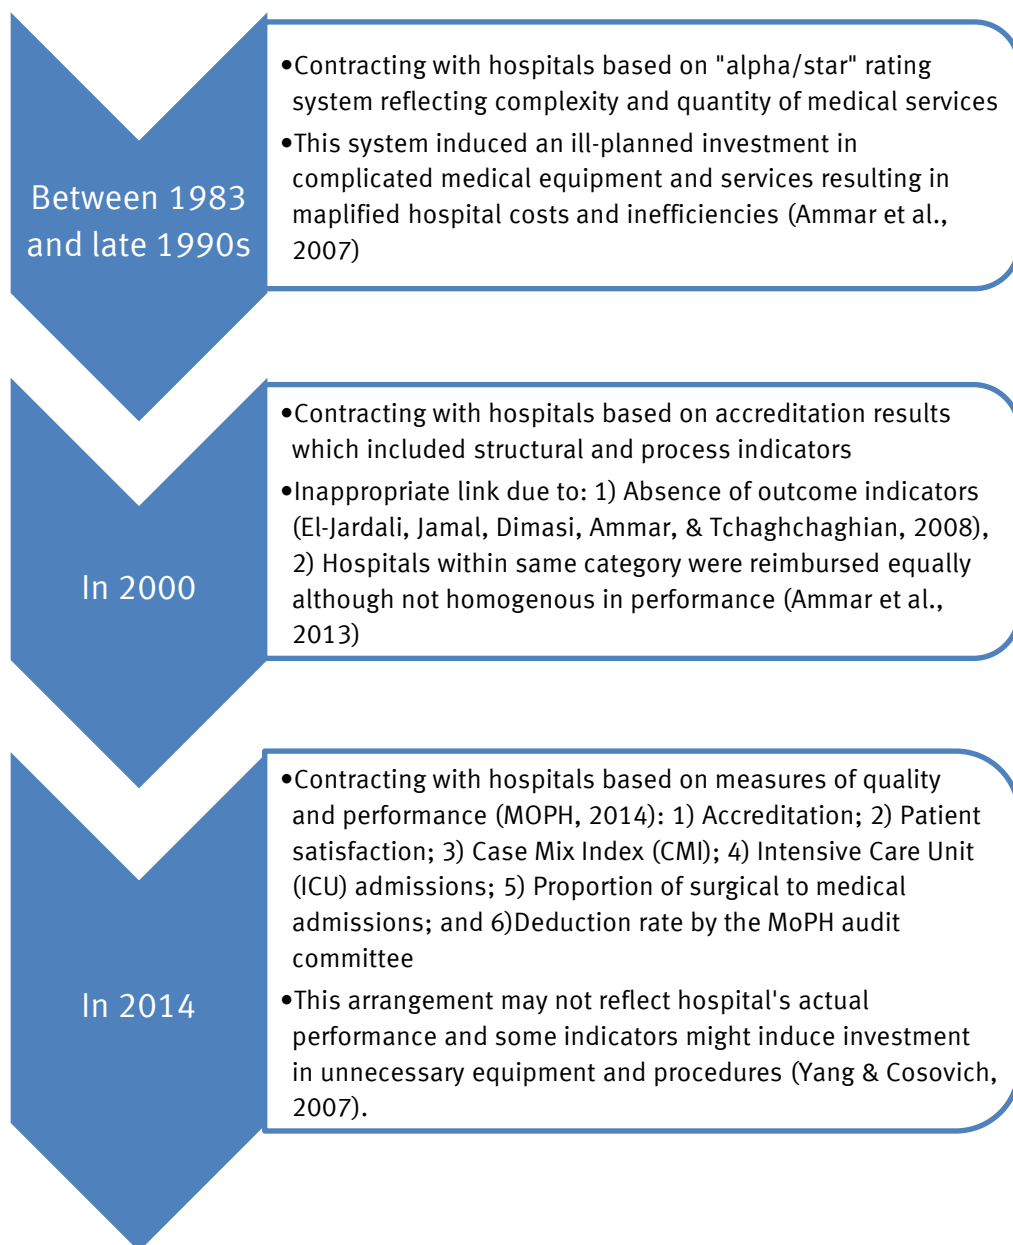 Between 1983
and late 1990s
•Contracting with hospitals based on "alpha/star" rating
system reflecting complexity and quantity of medical services
•This system induced an ill-planned investment in
complicated medical equipment and services resulting in
maplified hospital costs and inefficiencies (Ammar et al.,
2007)
In 2000
•Contracting with hospitals based on accreditation results
which included structural and process indicators
•Inappropriate link due to: 1) Absence of outcome indicators
(El-Jardali, Jamal, Dimasi, Ammar, & Tchaghchaghian, 2008),
2) Hospitals within same category were reimbursed equally
although not homogenous in performance (Ammar et al.,
2013)
In 2014
•Contracting with hospitals based on measures of quality
and performance (MOPH, 2014): 1) Accreditation; 2) Patient
satisfaction; 3) Case Mix Index (CMI); 4) Intensive Care Unit
(ICU) admissions; 5) Proportion of surgical to medical
admissions; and 6)Deduction rate by the MoPH audit
committee
•This arrangement may not reflect hospital's actual
performance and some indicators might induce investment
in unnecessary equipment and procedures (Yang & Cosovich,
2007).